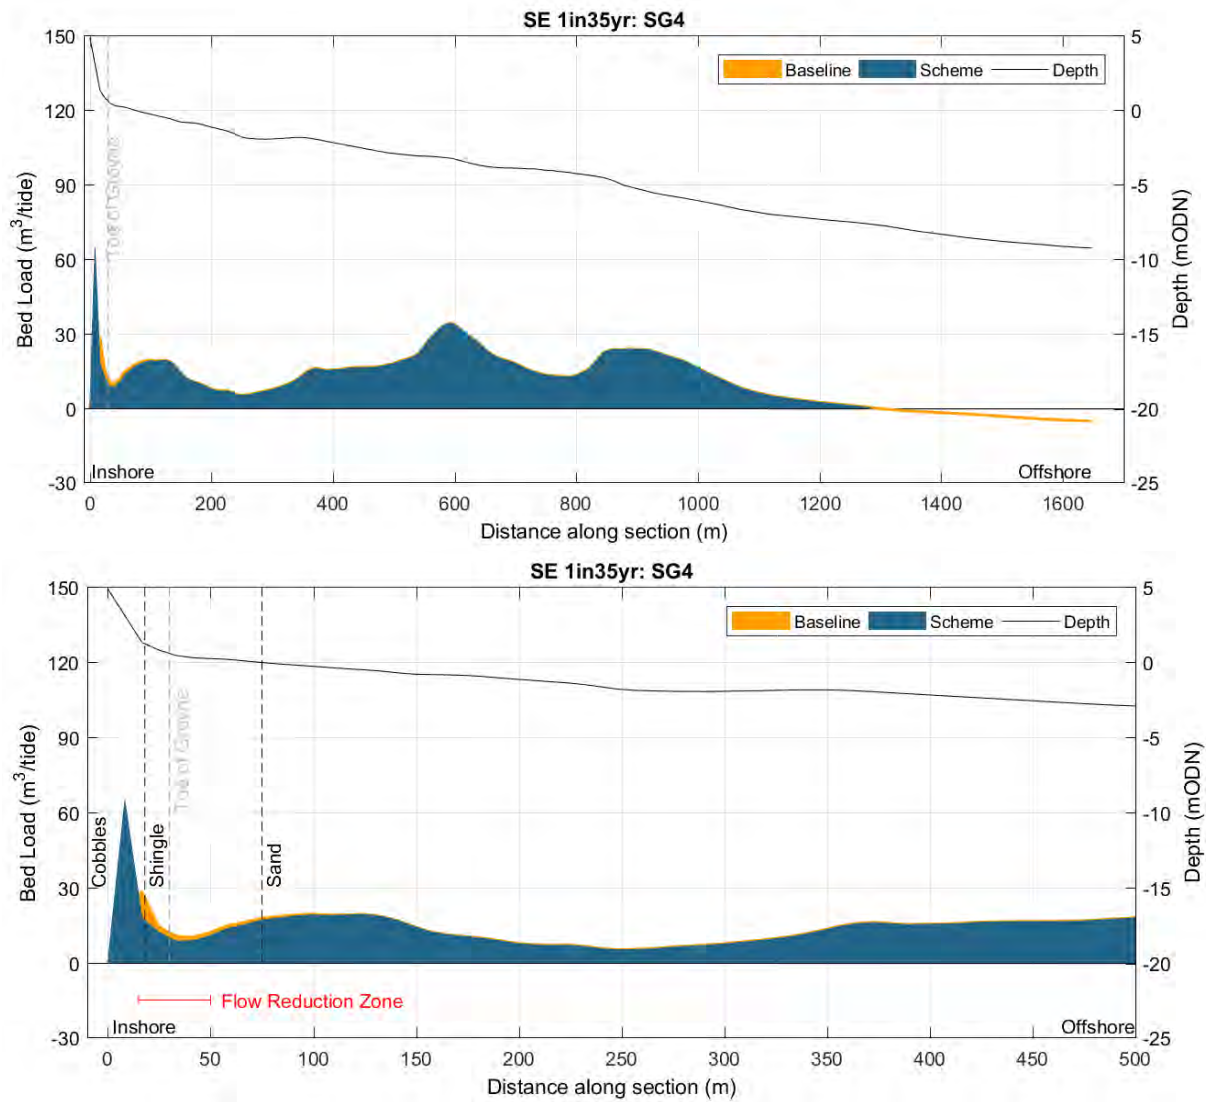 SE 1in35yr: SG4
Baseline Scheme Depth
150
120
90
60
30
0
-30
Bed Load (m3/tide)
5
0
-5
-10
-15
-20
-25
Depth (mODN)
Toe of Groyne
Inshore
Offshore
0 200 400 600 800 1000 1200 1400 1600
Distance along section (m)
SE 1in35yr: SG4
Baseline Scheme Depth
150
120
90
60
30
0
-30
Bed Load (m3/tide)
5
0
-5
-10
-15
-20
-25
Depth (mODN)
Cobbles
Shingle
Toe of Groyne
Sand
Flow Reduction Zone
Inshore
Offshore
0 50 100 150 200 250 300 350 400 450 500
Distance along section (m)